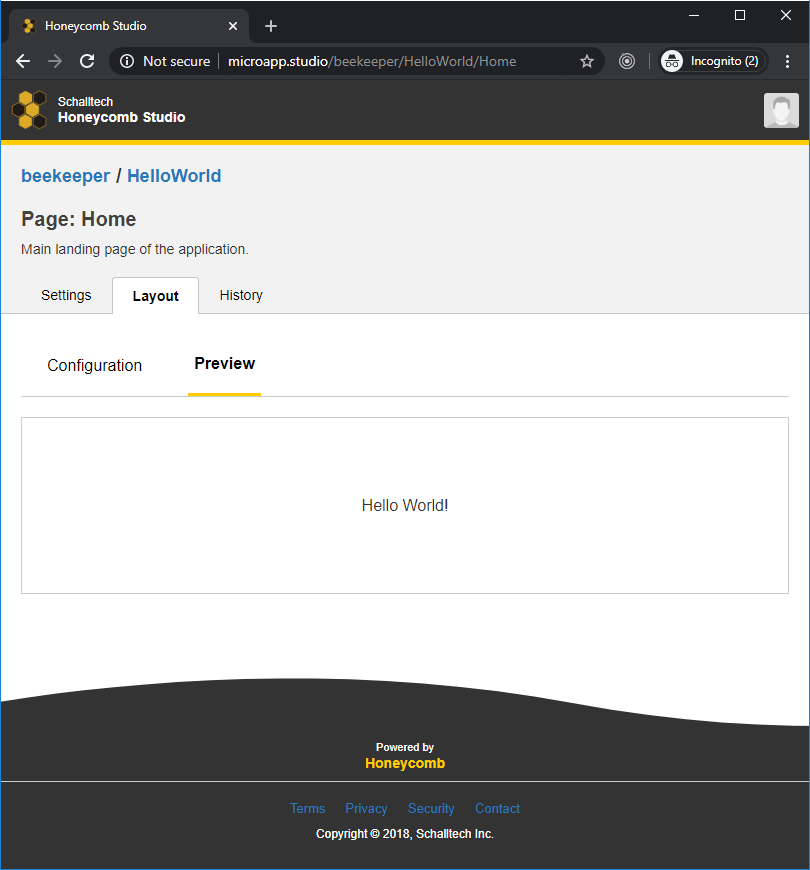 Honeycomb Studio
Not secure microapp.studio/beekeeper/HelloWorld/Home Incognito (2)
Schalltech
Honeycomb Studio
beekeeper / HelloWorld
Page: Home
Main landing page of the application.
Settings Layout History
Configuration Preview
Hello World!
Powered by
Honeycomb
Terms Privacy Security Contact
Copyright © 2018, Schalltech Inc.